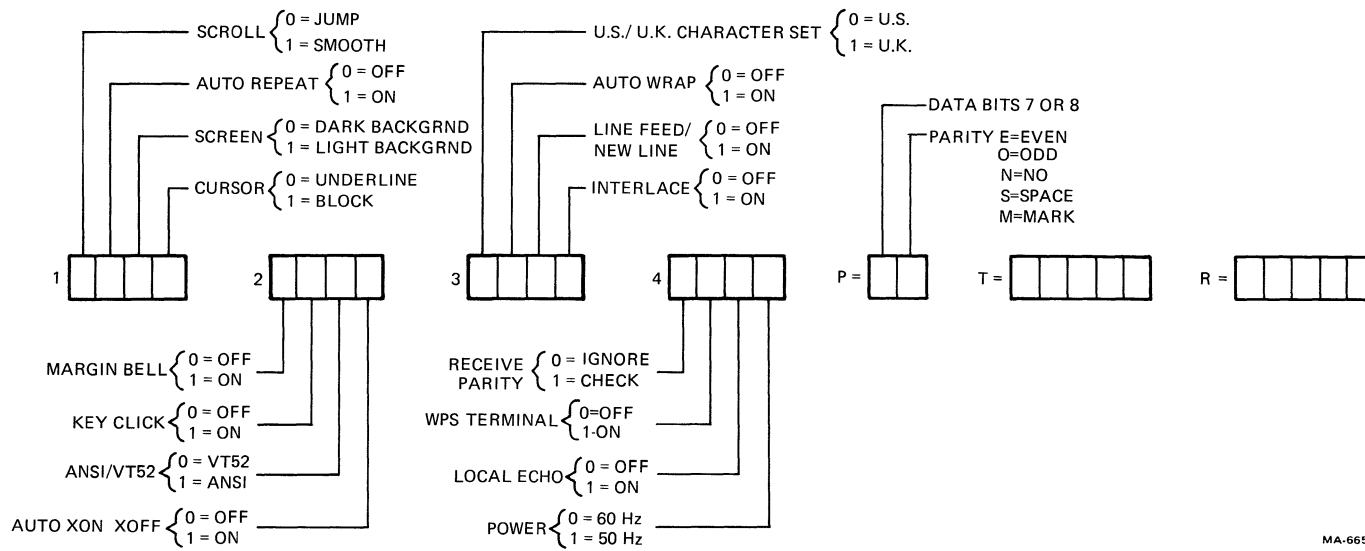 SCROLL { 0 = JUMP
1 = SMOOTH
AUTO REPEAT { 0 = OFF
1 = ON
SCREEN { 0 = DARK BACKGRND
1 = LIGHT BACKGRND
CURSOR { 0 = UNDERLINE
1 = BLOCK
U.S./ U.K. CHARACTER SET { 0 = U.S.
1 = U.K.
AUTO WRAP { 0 = OFF
1 = ON
LINE FEED/ { 0 = OFF
NEW LINE 1 = ON
INTERLACE { 0 = OFF
1 = ON
DATA BITS 7 OR 8
PARITY E=EVEN
O=ODD
N=NO
S=SPACE
M=MARK
1
2
3
4
P =
T =
R =
MARGIN BELL { 0 = OFF
1 = ON
KEY CLICK { 0 = OFF
1 = ON
ANSI/VT52 { 0 = VT52
1 = ANSI
AUTO XON XOFF { 0 = OFF
1 = ON
RECEIVE { 0 = IGNORE
PARITY 1 = CHECK
WPS TERMINAL { 0=OFF
1-ON
LOCAL ECHO { 0 = OFF
1 = ON
POWER { 0 = 60 Hz
1 = 50 Hz
MA-665